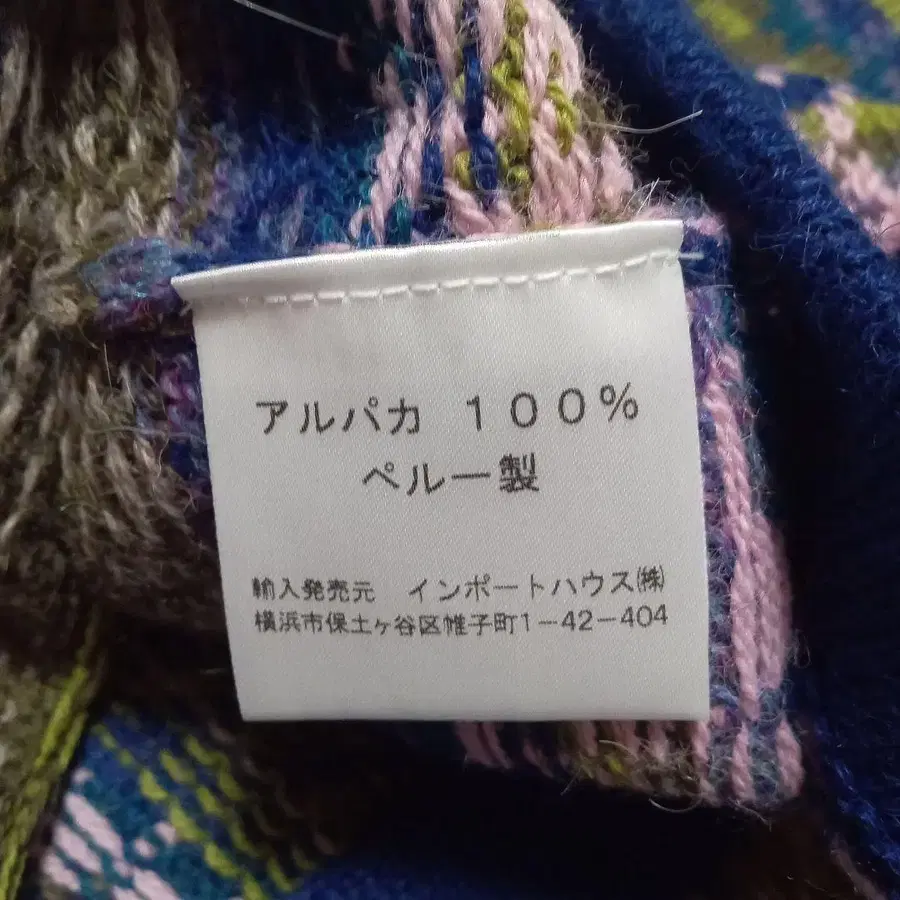 アルパカ 100%
ペルー製
輸入発売元 インポートハウス㈱
横浜市保土ヶ谷区帷子町1-42-404